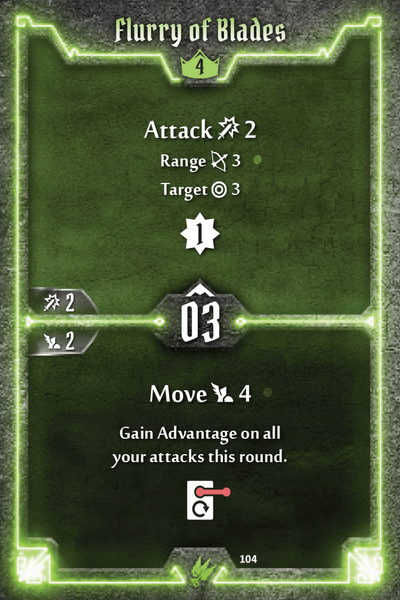 Flurry of Blades
4
Attack 2
Range 3
Target 3
1
2
03
2
Move 4
Gain Advantage on all
your attacks this round.
104